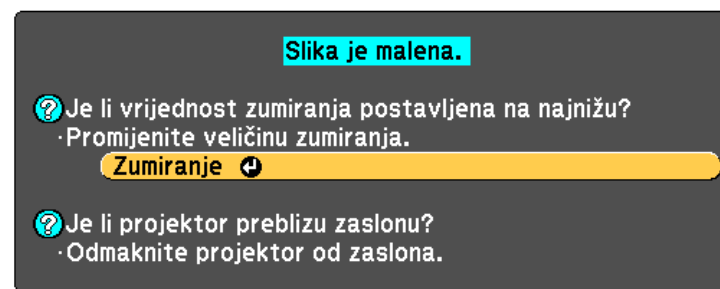 Slika je malena.
Je li vrijednost zumiranja postavljena na najnižu?
·Promijenite veličinu zumiranja.
Zumiranje
Je li projektor preblizu zaslonu?
·Odmaknite projektor od zaslona.